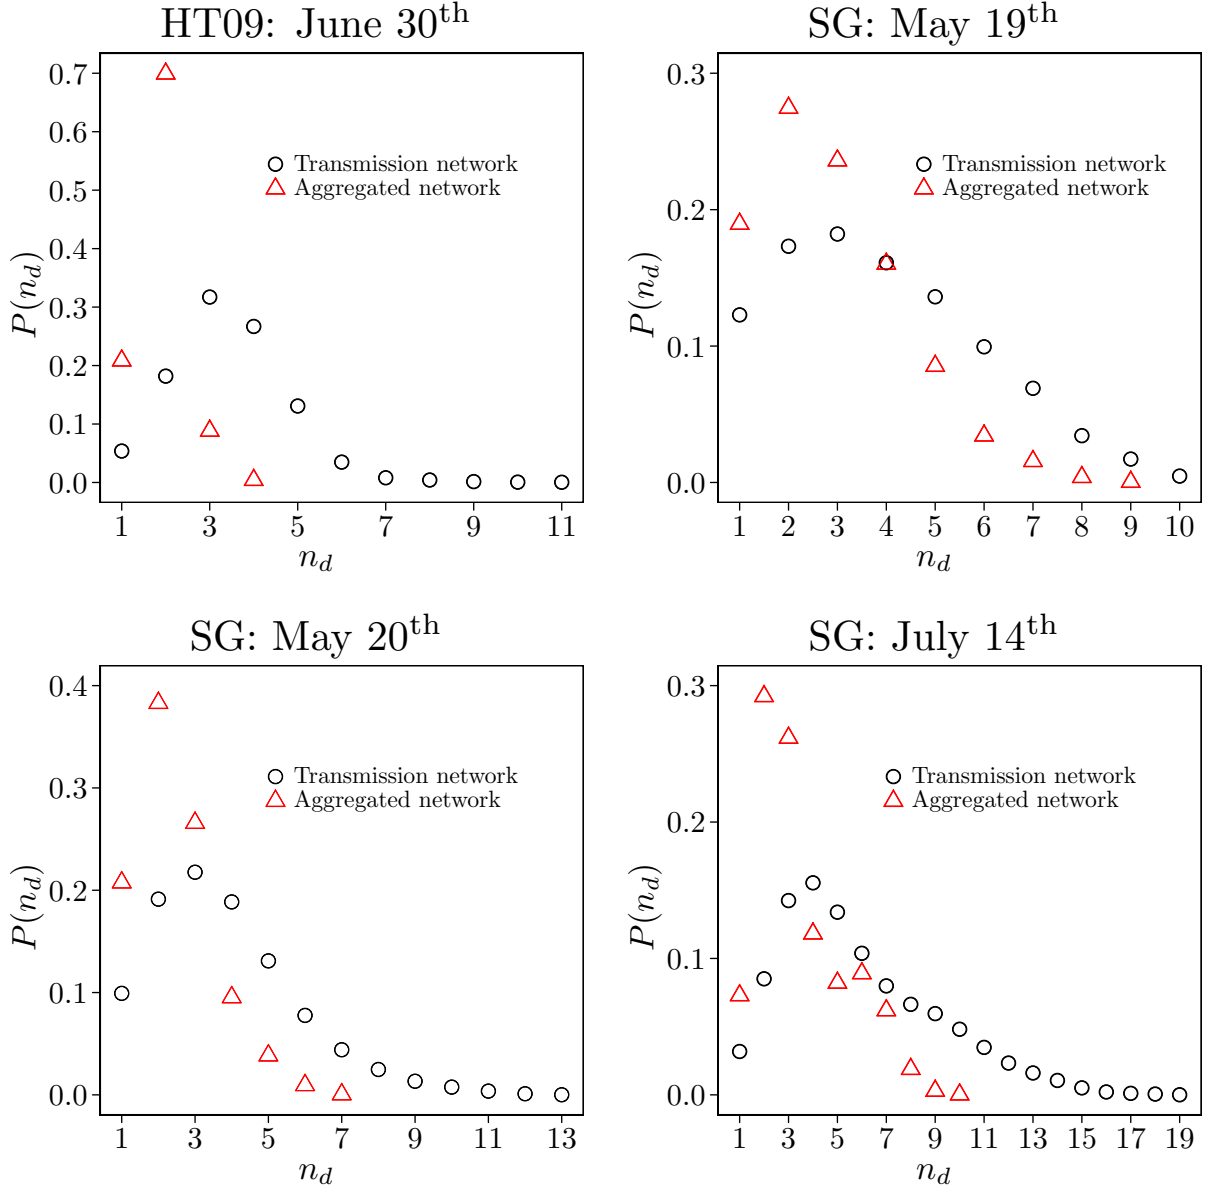 HT09: June 30th
0.7
0.6
0.5
0.4
0.3
0.2
0.1
0.0
P(n_d)
Transmission network
Aggregated network
1 3 5 7 9 11
n_d
SG: May 19th
0.3
0.2
0.1
0.0
P(n_d)
Transmission network
Aggregated network
1 2 3 4 5 6 7 8 9 10
n_d
SG: May 20th
0.4
0.3
0.2
0.1
0.0
P(n_d)
Transmission network
Aggregated network
1 3 5 7 9 11 13
n_d
SG: July 14th
0.3
0.2
0.1
0.0
P(n_d)
Transmission network
Aggregated network
1 3 5 7 9 11 13 15 17 19
n_d